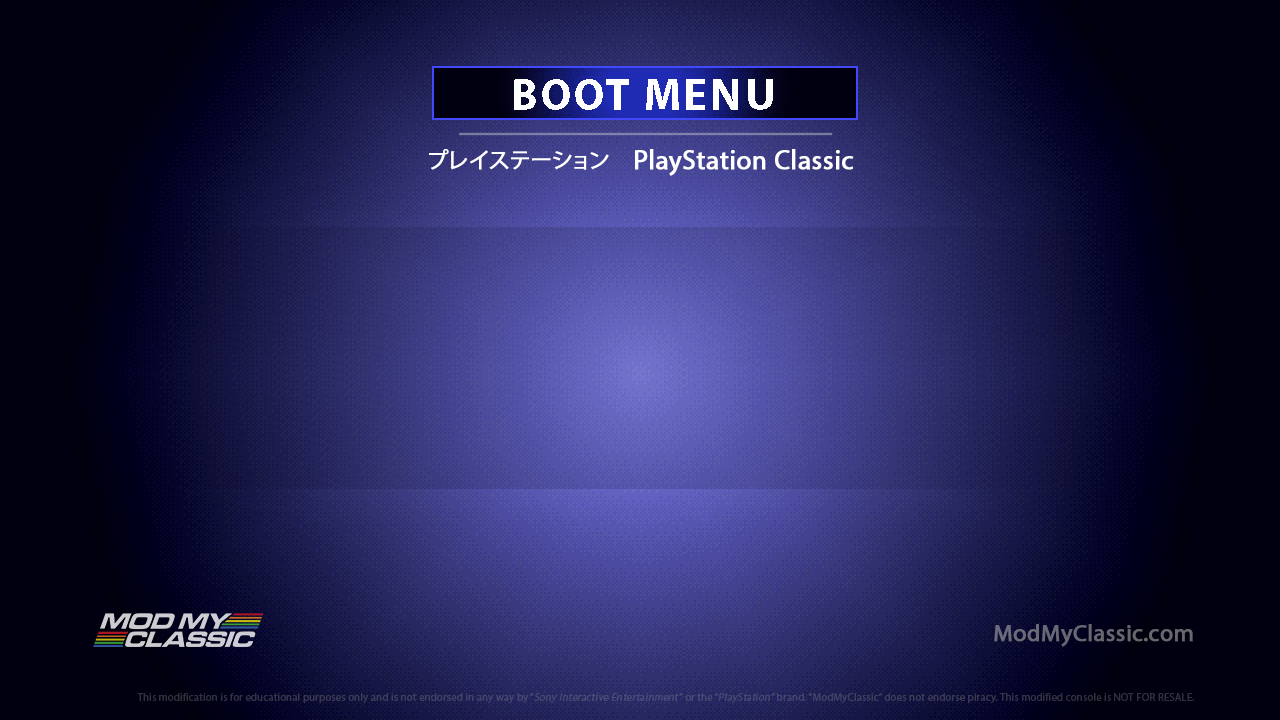 BOOT MENU
プレイステーション PlayStation Classic
MOD MY
CLASSIC
ModMyClassic.com
This modification is for educational purposes only and is not endorsed in any way by "Sony Interactive Entertainment" or the "PlayStation" brand. "ModMyClassic" does not endorse piracy. This modified console is NOT FOR RESALE.